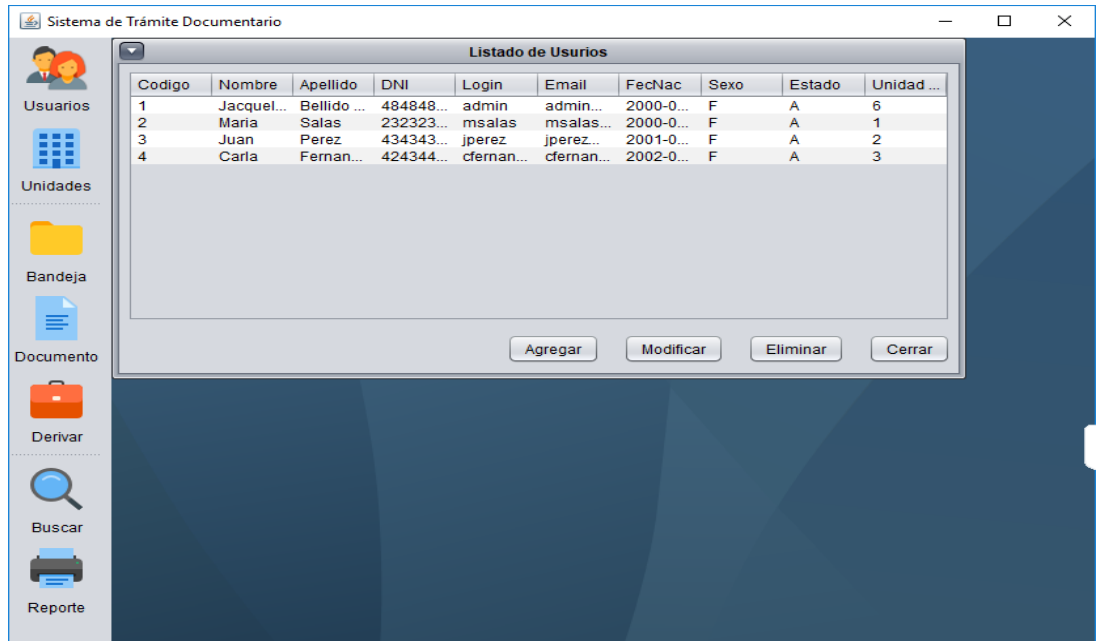 Sistema de Trámite Documentario
Usuarios
Unidades
Bandeja
Documento
Derivar
Buscar
Reporte
Listado de Usurios
Codigo Nombre Apellido DNI Login Email FecNac Sexo Estado Unidad ...
1 Jacquel... Bellido ... 484848... admin admin... 2000-0... F A 6
2 Maria Salas 232323... msalas msalas... 2000-0... F A 1
3 Juan Perez 434343... jperez jperez... 2001-0... F A 2
4 Carla Fernan... 424344... cfernan... cfernan... 2002-0... F A 3
Agregar Modificar Eliminar Cerrar